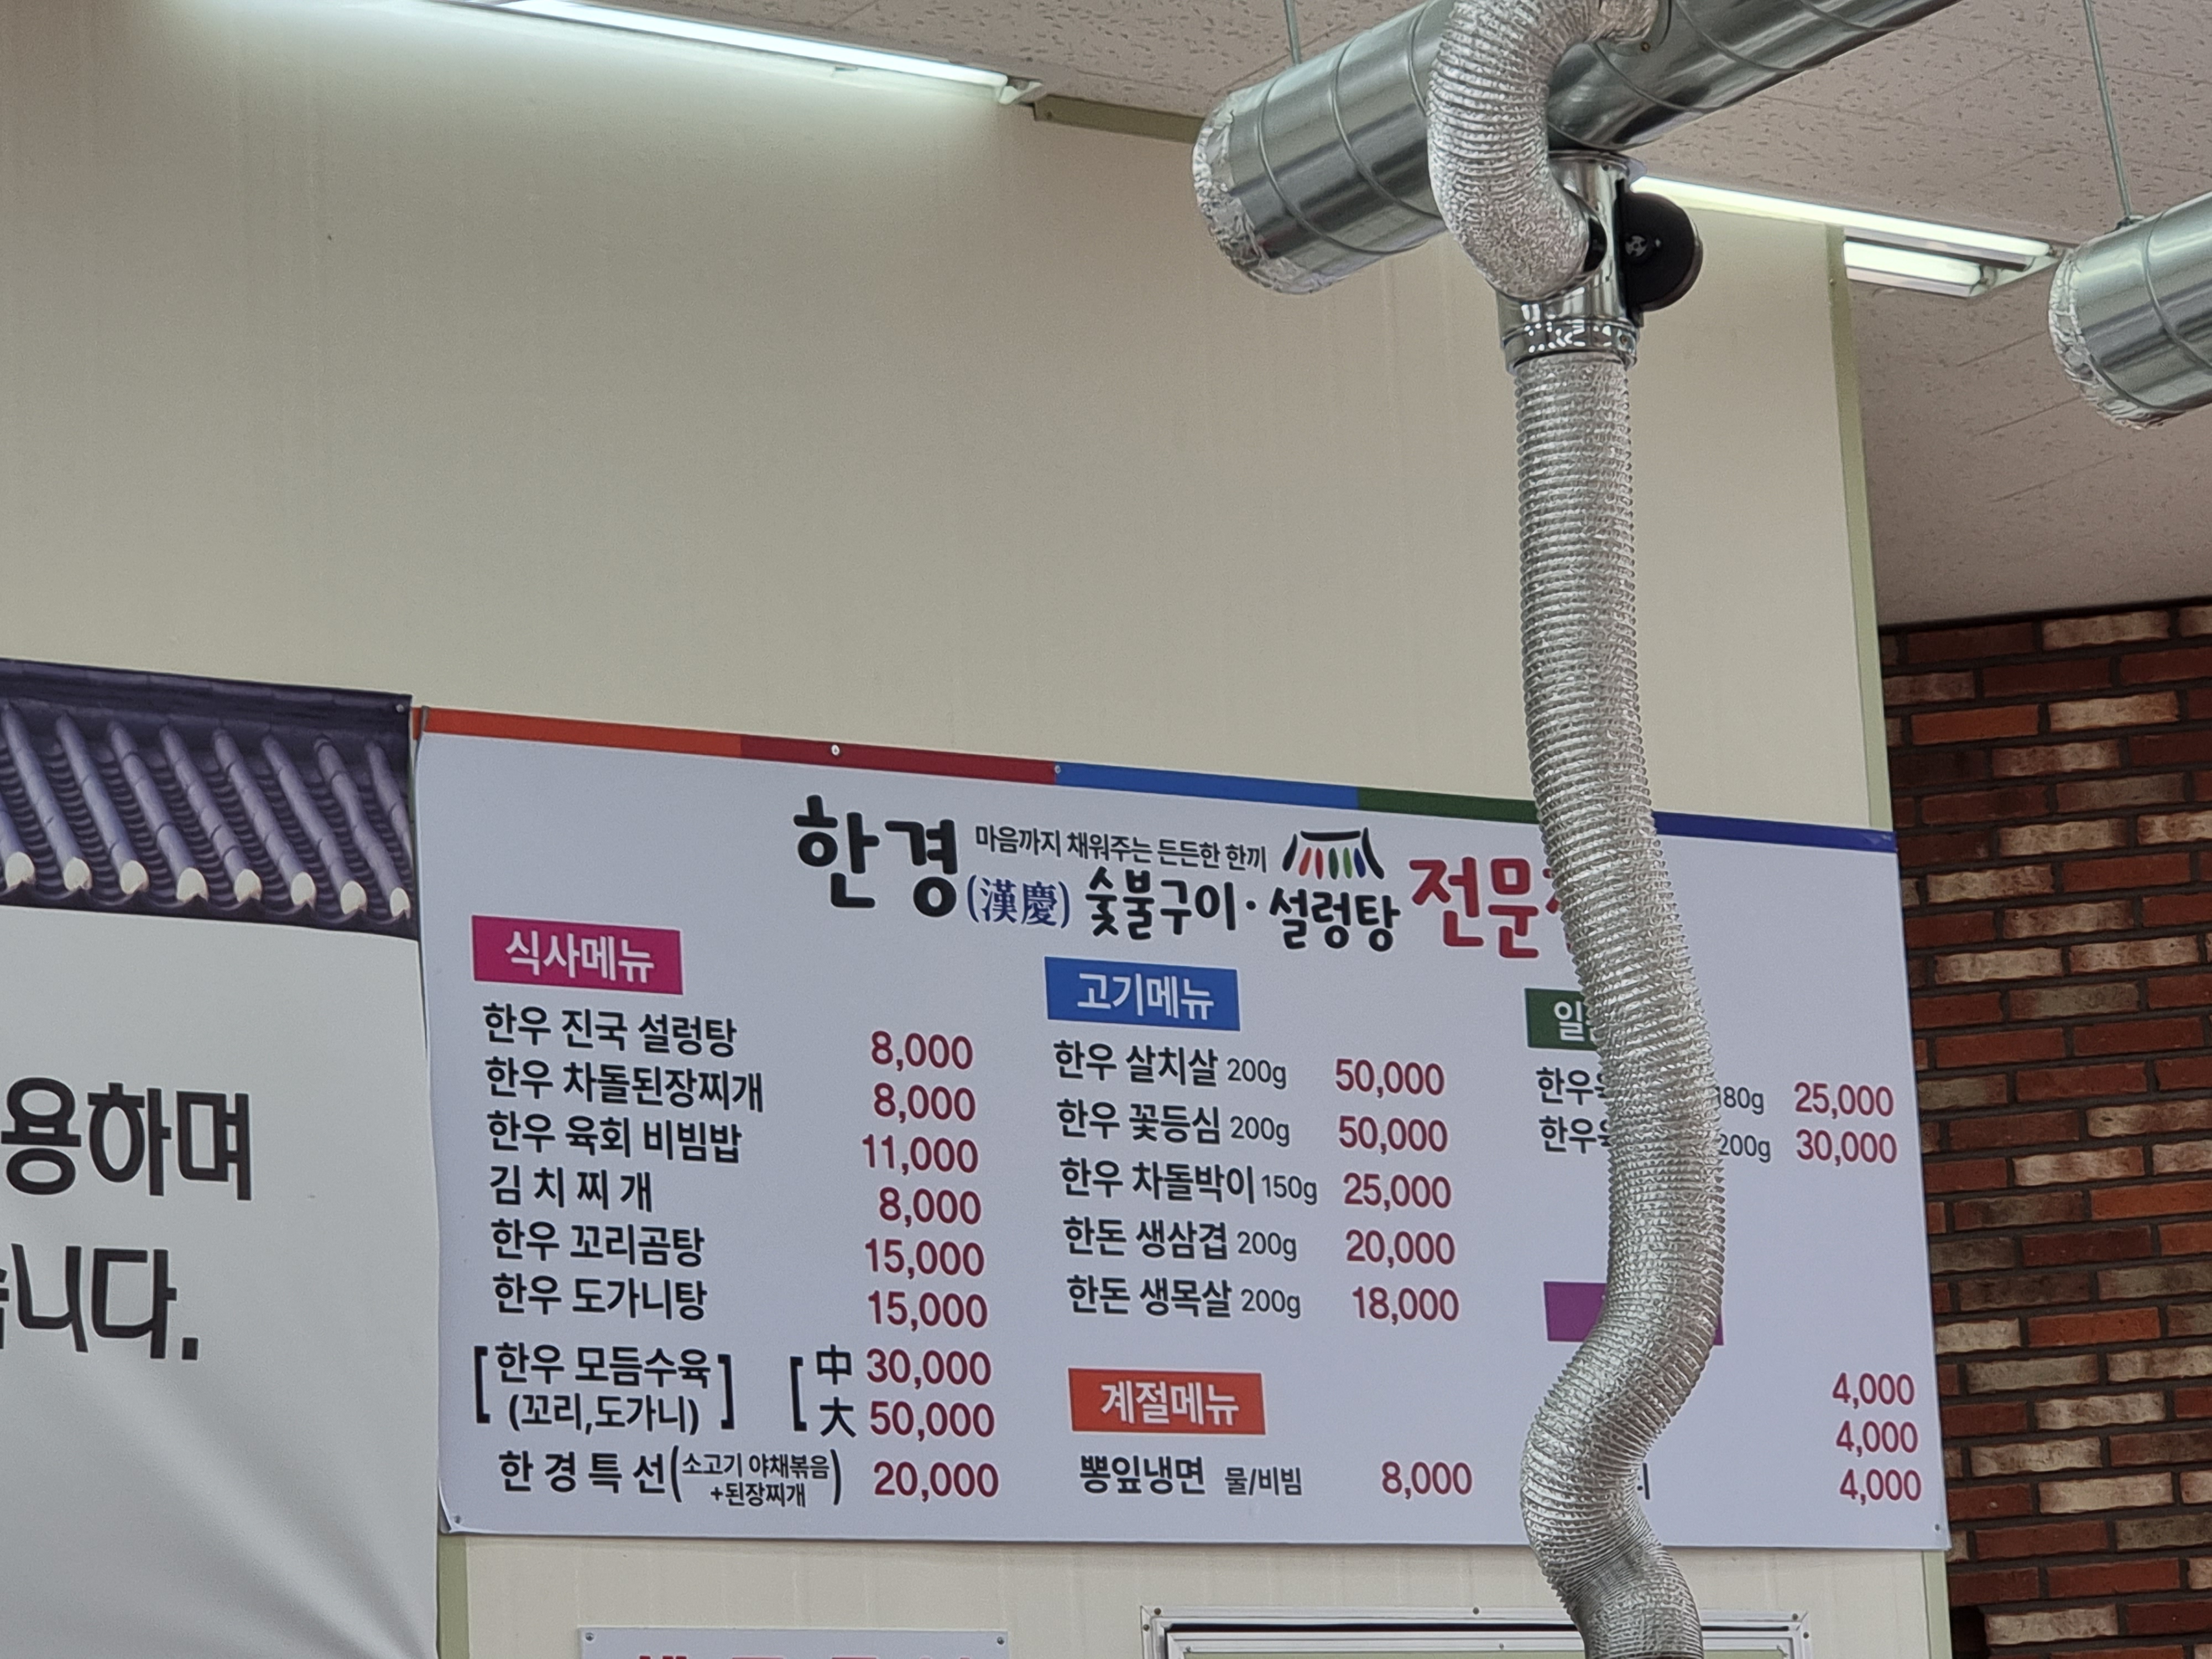 용하며
습니다.
한경(漢慶)
마음까지 채워주는 든든한 한끼
숯불구이·설렁탕 전문
식사메뉴
한우 진국 설렁탕 8,000
한우 차돌된장찌개 8,000
한우 육회 비빔밥 11,000
김 치 찌 개 8,000
한우 꼬리곰탕 15,000
한우 도가니탕 15,000
[한우 모듬수육] [中 30,000
(꼬리,도가니) 大 50,000
한 경 특 선(소고기 야채볶음 20,000
+된장찌개)
고기메뉴
한우 살치살 200g 50,000
한우 꽃등심 200g 50,000
한우 차돌박이 150g 25,000
한돈 생삼겹 200g 20,000
한돈 생목살 200g 18,000
계절메뉴
뽕잎냉면 물/비빔 8,000
일
한우 180g 25,000
한우 200g 30,000
4,000
4,000
4,000